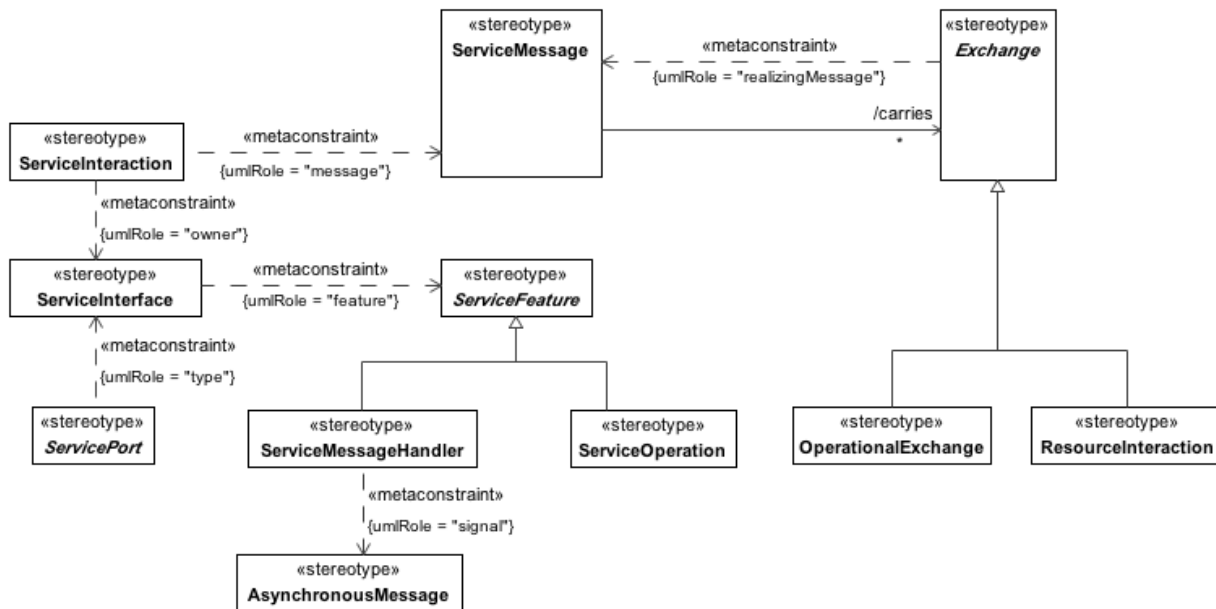 «stereotype»
ServiceMessage
«metaconstraint»
{umlRole = "realizingMessage"}
«stereotype»
Exchange
/carries
*
«stereotype»
ServiceInteraction
«metaconstraint»
{umlRole = "message"}
«metaconstraint»
{umlRole = "owner"}
«stereotype»
ServiceInterface
«metaconstraint»
{umlRole = "feature"}
«stereotype»
ServiceFeature
«metaconstraint»
{umlRole = "type"}
«stereotype»
ServicePort
«stereotype»
ServiceMessageHandler
«stereotype»
ServiceOperation
«stereotype»
OperationalExchange
«stereotype»
ResourceInteraction
«metaconstraint»
{umlRole = "signal"}
«stereotype»
AsynchronousMessage